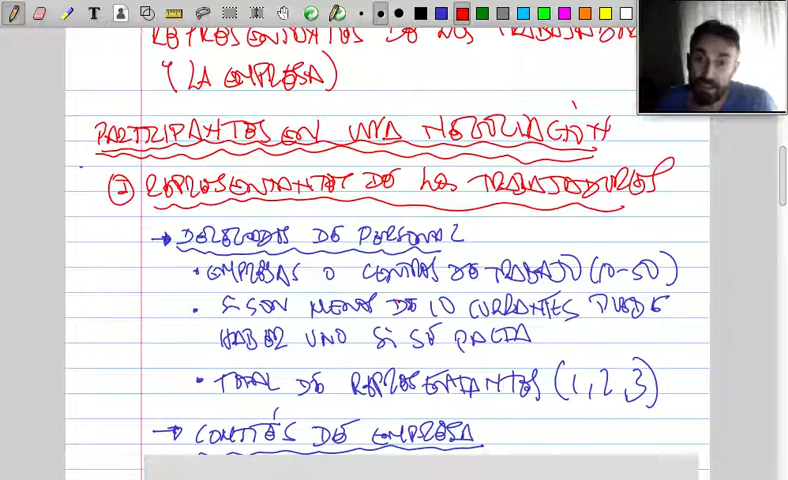 REPRESENTANTES DE LOS TRABAJADOR
Y (LA EMPRESA)
PARTICIPANTES EN UNA NEGOCIACIÓN
① REPRESENTANTES DE LOS TRABAJADORES
→ DELEGADOS DE PERSONAL
• EMPRESAS O CENTROS DE TRABAJO (10-50)
• SI SON MENOS DE 10 CURRANTES PUEDE
HABER UNO SI SE PACTA
• TOTAL DE REPRESENTANTES (1, 2, 3)
→ COMITÉS DE EMPRESA